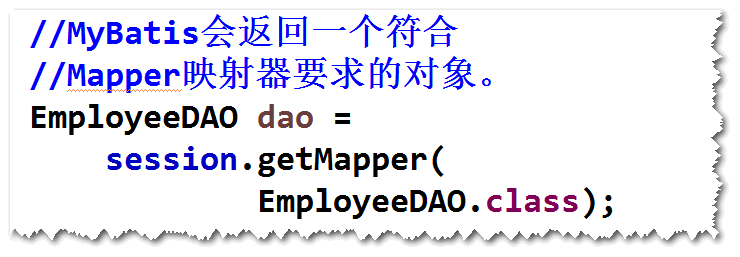 //MyBatis会返回一个符合
//Mapper映射器要求的对象。
EmployeeDAO dao =
session.getMapper(
EmployeeDAO.class);